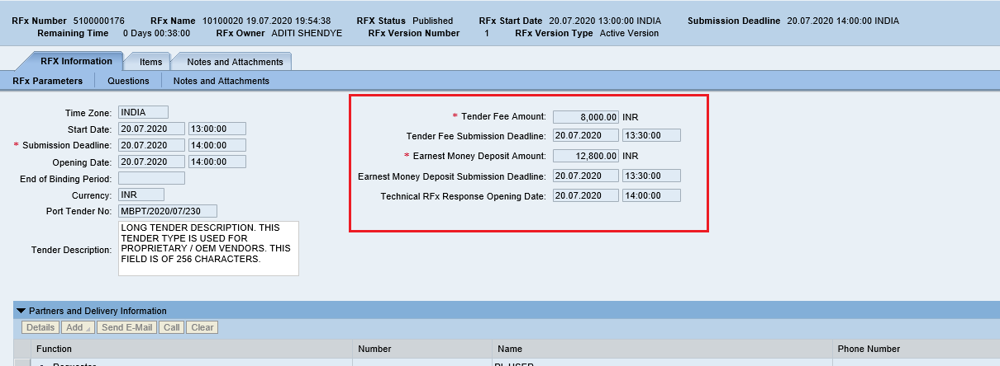 RFx Number 5100000176 RFx Name 10100020 19.07.2020 19:54:38 RFX Status Published RFx Start Date 20.07.2020 13:00:00 INDIA Submission Deadline 20.07.2020 14:00:00 INDIA
Remaining Time 0 Days 00:38:00 RFx Owner ADITI SHENDYE RFx Version Number 1 RFx Version Type Active Version
RFX Information Items Notes and Attachments
RFx Parameters Questions Notes and Attachments
Time Zone: INDIA
Start Date: 20.07.2020 13:00:00
* Submission Deadline: 20.07.2020 14:00:00
Opening Date: 20.07.2020 14:00:00
End of Binding Period:
Currency: INR
Port Tender No: MBPT/2020/07/230
Tender Description: LONG TENDER DESCRIPTION. THIS
TENDER TYPE IS USED FOR
PROPRIETARY / OEM VENDORS. THIS
FIELD IS OF 256 CHARACTERS.
* Tender Fee Amount: 8,000.00 INR
Tender Fee Submission Deadline: 20.07.2020 13:30:00
* Earnest Money Deposit Amount: 12,800.00 INR
Earnest Money Deposit Submission Deadline: 20.07.2020 13:30:00
Technical RFx Response Opening Date: 20.07.2020 14:00:00
Partners and Delivery Information
Details Add Send E-Mail Call Clear
Function Number Name Phone Number